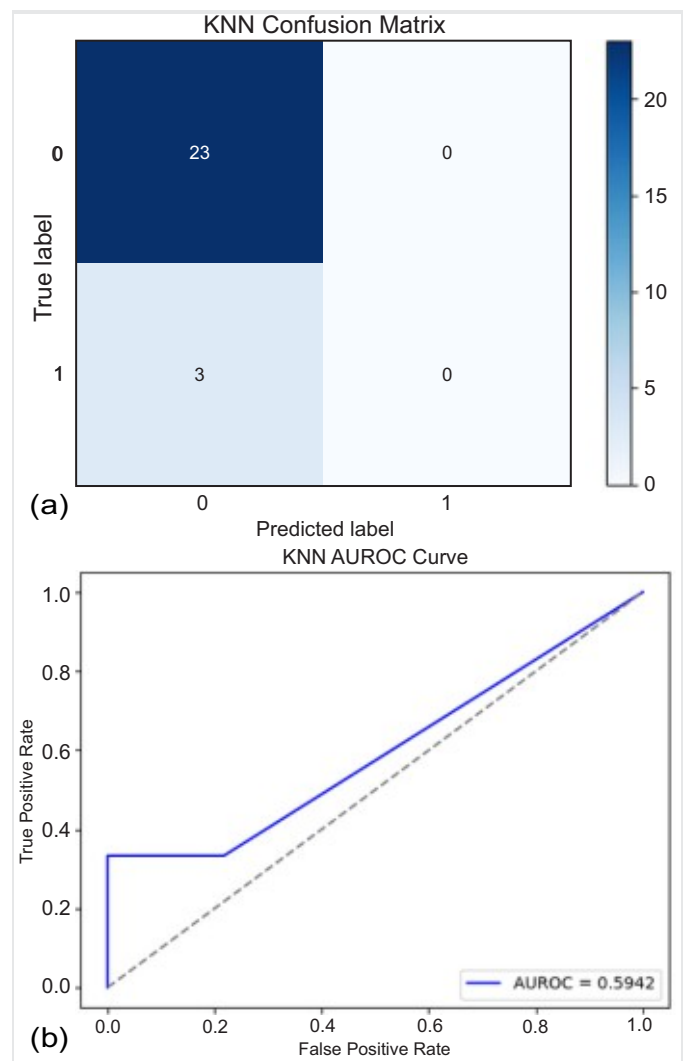 KNN Confusion Matrix
0
23
0
1
3
0
True label
20
15
10
5
0
(a)
0
1
Predicted label
KNN AUROC Curve
1.0
0.8
0.6
0.4
0.2
0.0
True Positive Rate
AUROC = 0.5942
0.0
0.2
0.4
0.6
0.8
1.0
(b)
False Positive Rate